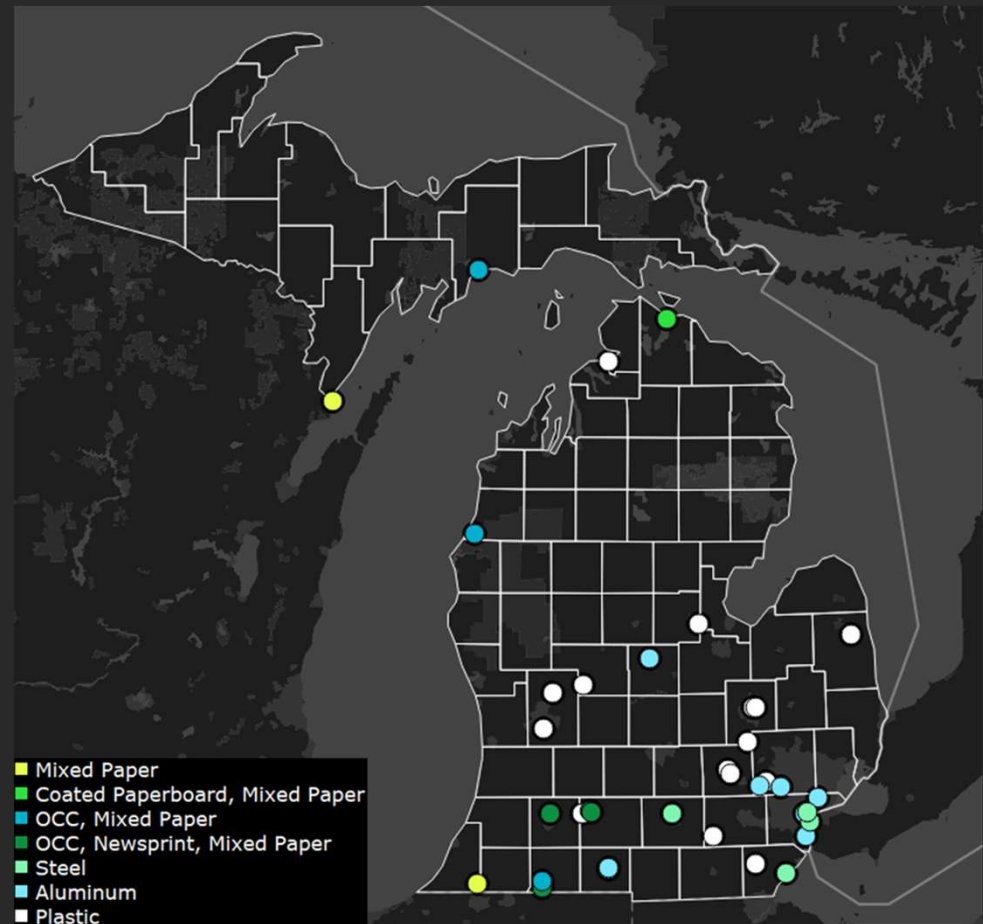 Mixed Paper
Coated Paperboard, Mixed Paper
OCC, Mixed Paper
OCC, Newsprint, Mixed Paper
Steel
Aluminum
Plastic